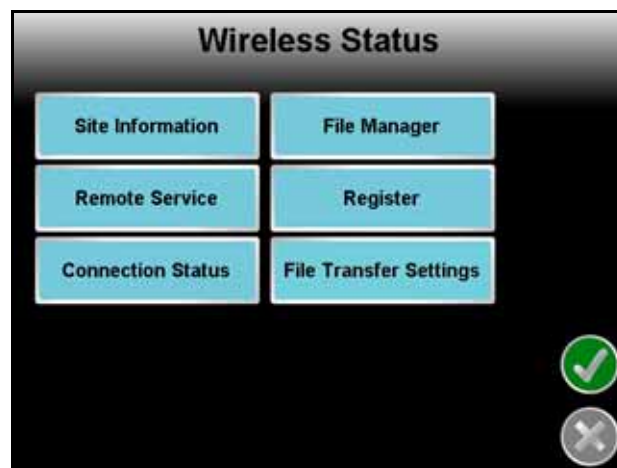 Wireless Status
Site Information
File Manager
Remote Service
Register
Connection Status
File Transfer Settings